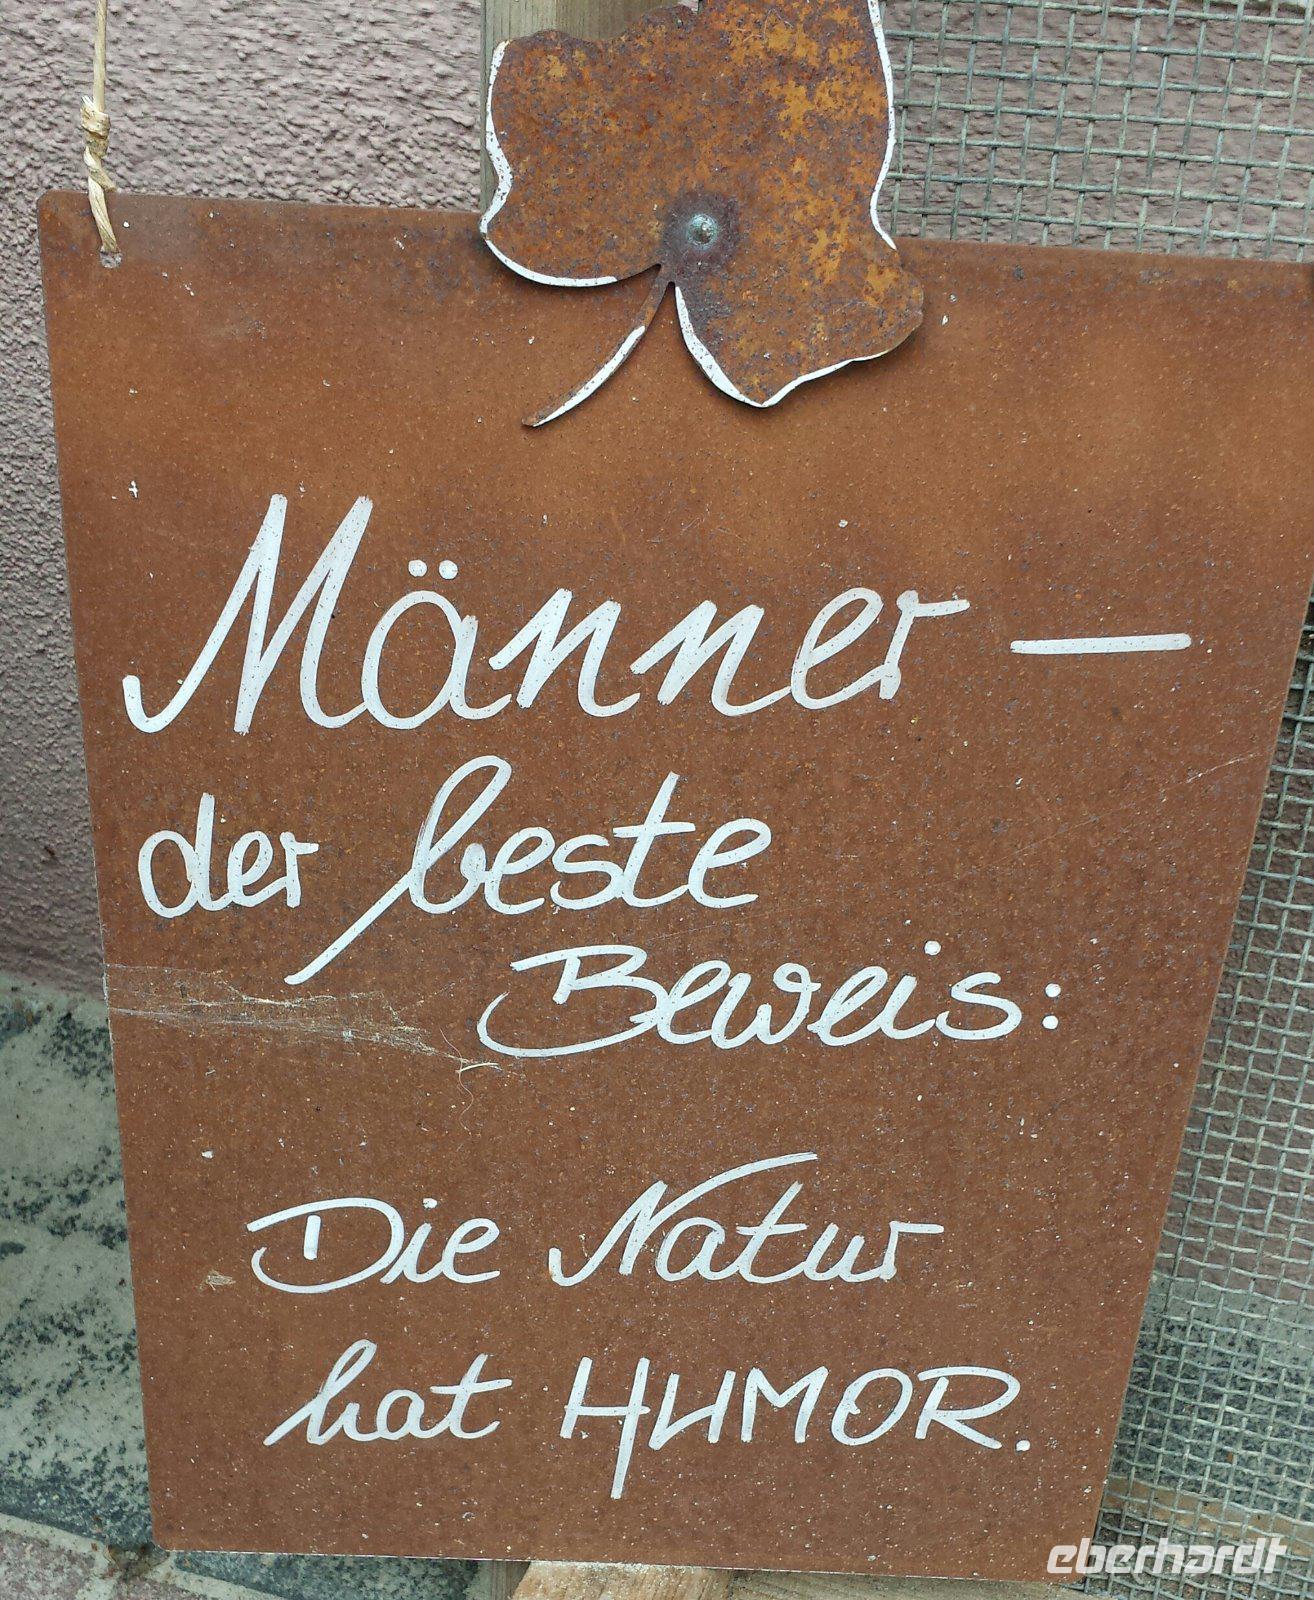 Männer –
der beste
Beweis:
Die Natur
hat HUMOR.
eberhardt